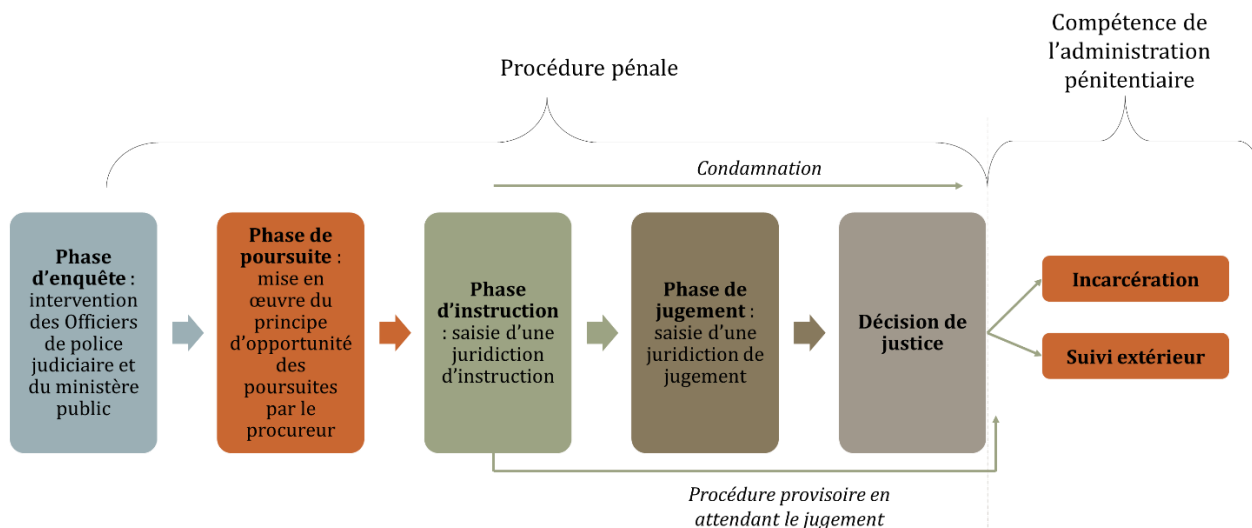 Procédure pénale
Compétence de
l’administration
pénitentiaire
Condamnation
Phase
d’enquête :
intervention
des Officiers
de police
judiciaire et
du ministère
public
Phase de
poursuite :
mise en
œuvre du
principe
d’opportunité
des
poursuites
par le
procureur
Phase
d’instruction
: saisie d’une
juridiction
d’instruction
Phase de
jugement :
saisie d’une
juridiction de
jugement
Décision de
justice
Incarcération
Suivi extérieur
Procédure provisoire en
attendant le jugement